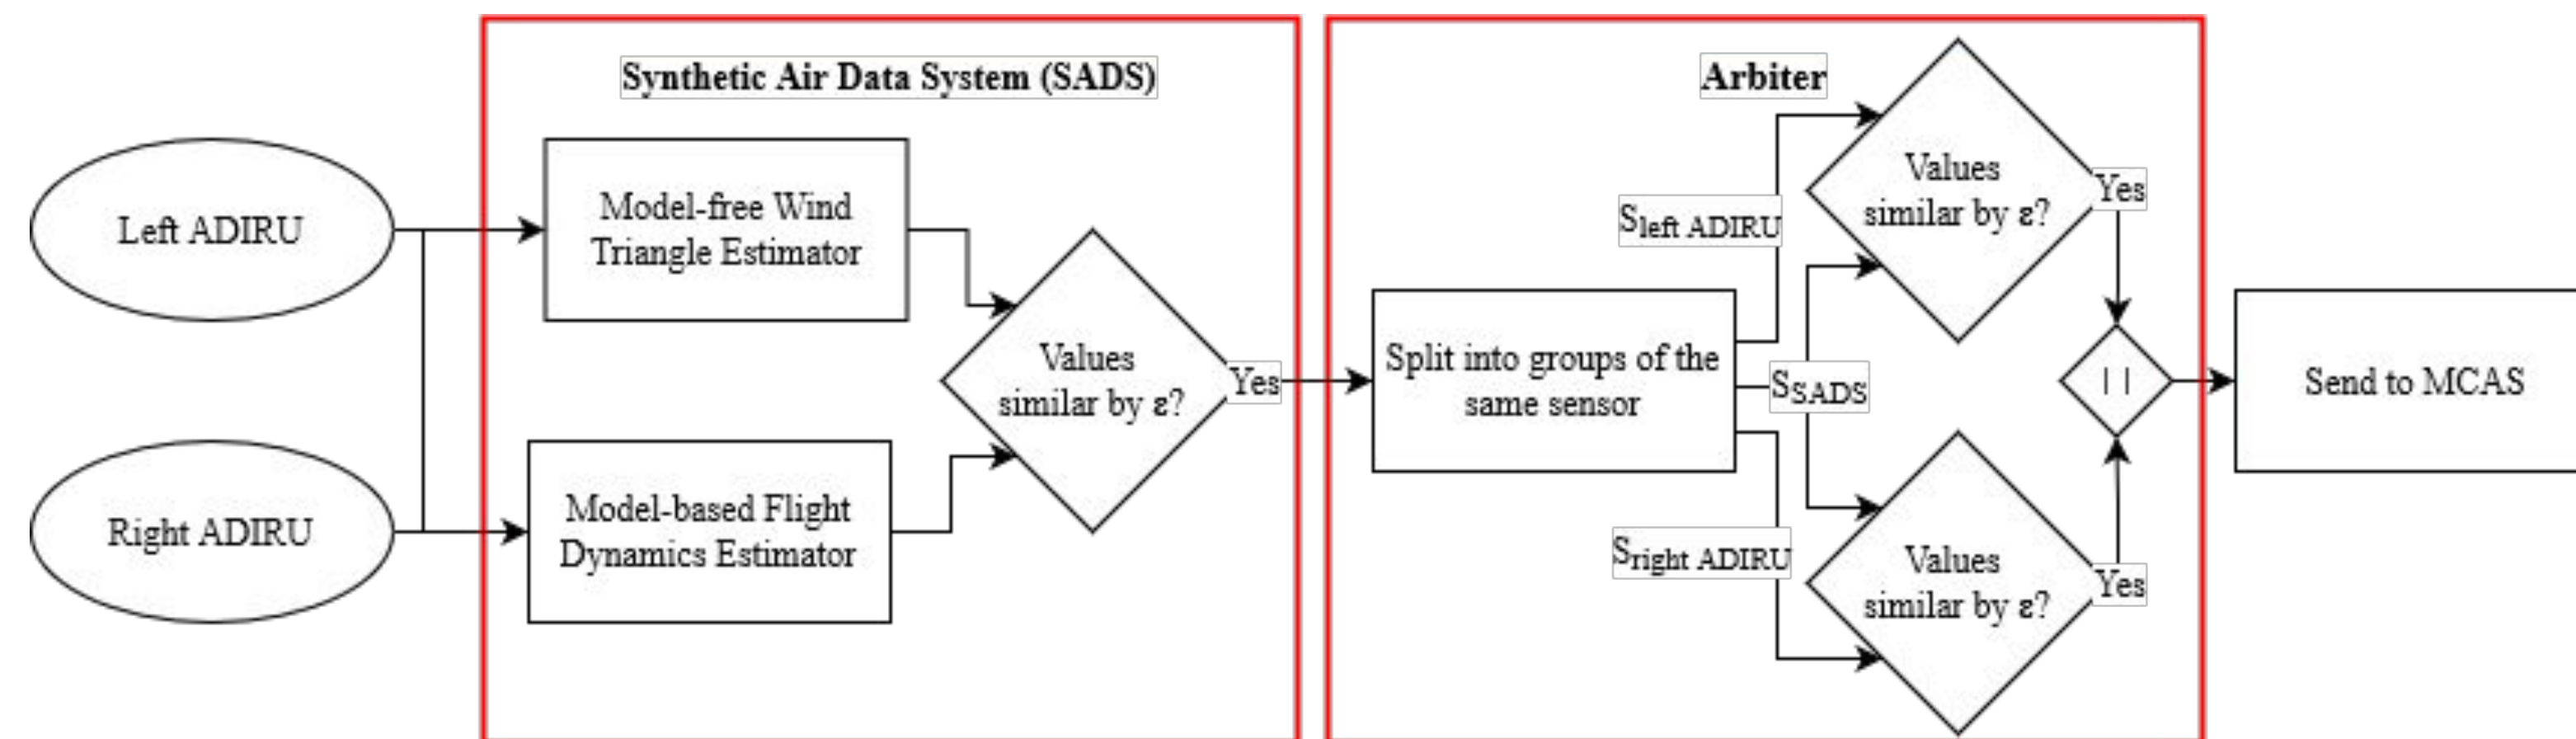 Synthetic Air Data System (SADS)
Left ADIRU
Right ADIRU
Model-free Wind
Triangle Estimator
Model-based Flight
Dynamics Estimator
Values
similar by ε?
Yes
Arbiter
Split into groups of the
same sensor
Sleft ADIRU
SSADS
Sright ADIRU
Values
similar by ε?
Yes
Values
similar by ε?
Yes
||
Send to MCAS